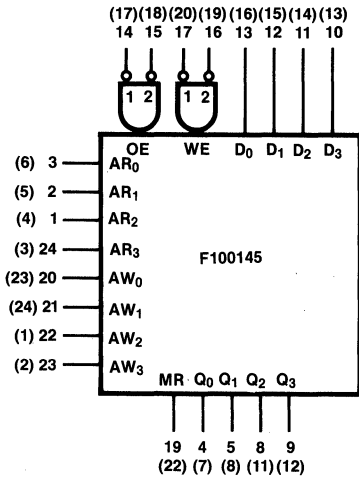 (17) (18) (20) (19) (16) (15) (14) (13)
14 15 17 16 13 12 11 10
1 2 1 2
OE WE D0 D1 D2 D3
(6) 3 AR0
(5) 2 AR1
(4) 1 AR2
(3) 24 AR3
F100145
(23) 20 AW0
(24) 21 AW1
(1) 22 AW2
(2) 23 AW3
MR Q0 Q1 Q2 Q3
19 4 5 8 9
(22) (7) (8) (11) (12)